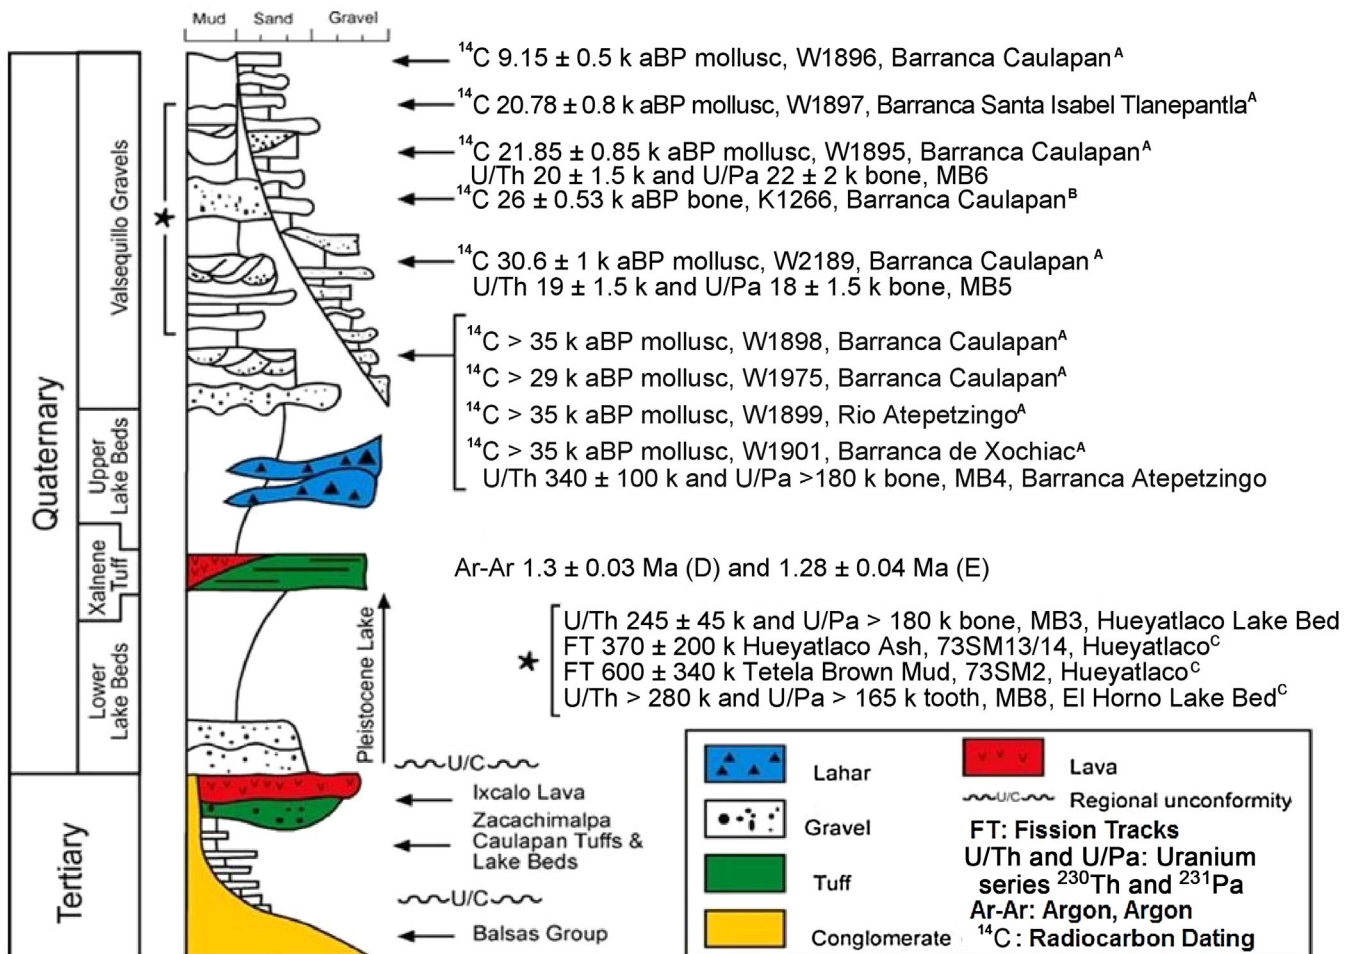 Mud Sand Gravel
Quaternary
Tertiary
Valsequillo Gravels
Upper
Lake Beds
Xalnene
Tuff
Lower
Lake Beds
Pleistocene Lake
¹⁴C 9.15 ± 0.5 k aBP mollusc, W1896, Barranca Caulapanᴬ
¹⁴C 20.78 ± 0.8 k aBP mollusc, W1897, Barranca Santa Isabel Tlanepantlaᴬ
¹⁴C 21.85 ± 0.85 k aBP mollusc, W1895, Barranca Caulapanᴬ
U/Th 20 ± 1.5 k and U/Pa 22 ± 2 k bone, MB6
¹⁴C 26 ± 0.53 k aBP bone, K1266, Barranca Caulapanᴮ
¹⁴C 30.6 ± 1 k aBP mollusc, W2189, Barranca Caulapan ᴬ
U/Th 19 ± 1.5 k and U/Pa 18 ± 1.5 k bone, MB5
¹⁴C > 35 k aBP mollusc, W1898, Barranca Caulapanᴬ
¹⁴C > 29 k aBP mollusc, W1975, Barranca Caulapanᴬ
¹⁴C > 35 k aBP mollusc, W1899, Rio Atepetzingoᴬ
¹⁴C > 35 k aBP mollusc, W1901, Barranca de Xochiacᴬ
U/Th 340 ± 100 k and U/Pa >180 k bone, MB4, Barranca Atepetzingo
Ar-Ar 1.3 ± 0.03 Ma (D) and 1.28 ± 0.04 Ma (E)
U/Th 245 ± 45 k and U/Pa > 180 k bone, MB3, Hueyatlaco Lake Bed
FT 370 ± 200 k Hueyatlaco Ash, 73SM13/14, Hueyatlacoᶜ
FT 600 ± 340 k Tetela Brown Mud, 73SM2, Hueyatlacoᶜ
U/Th > 280 k and U/Pa > 165 k tooth, MB8, El Horno Lake Bedᶜ
U/C
Ixcalo Lava
Zacachimalpa
Caulapan Tuffs &
Lake Beds
U/C
Balsas Group
Lahar
Gravel
Tuff
Conglomerate
Lava
U/C Regional unconformity
FT: Fission Tracks
U/Th and U/Pa: Uranium
series ²³⁰Th and ²³¹Pa
Ar-Ar: Argon, Argon
¹⁴C : Radiocarbon Dating